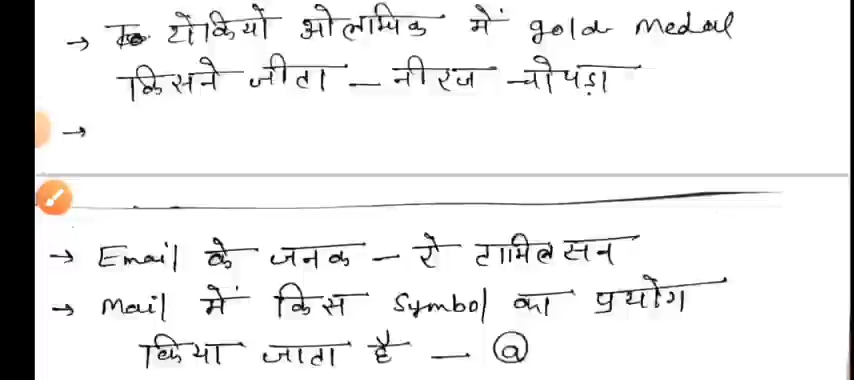 → टोकियो ओलम्पिक में gold medal
किसने जीता – नीरज चोपड़ा
→
→ Email के जनक – रे टामिलसन
→ Mail में किस symbol का प्रयोग
किया जाता है – @